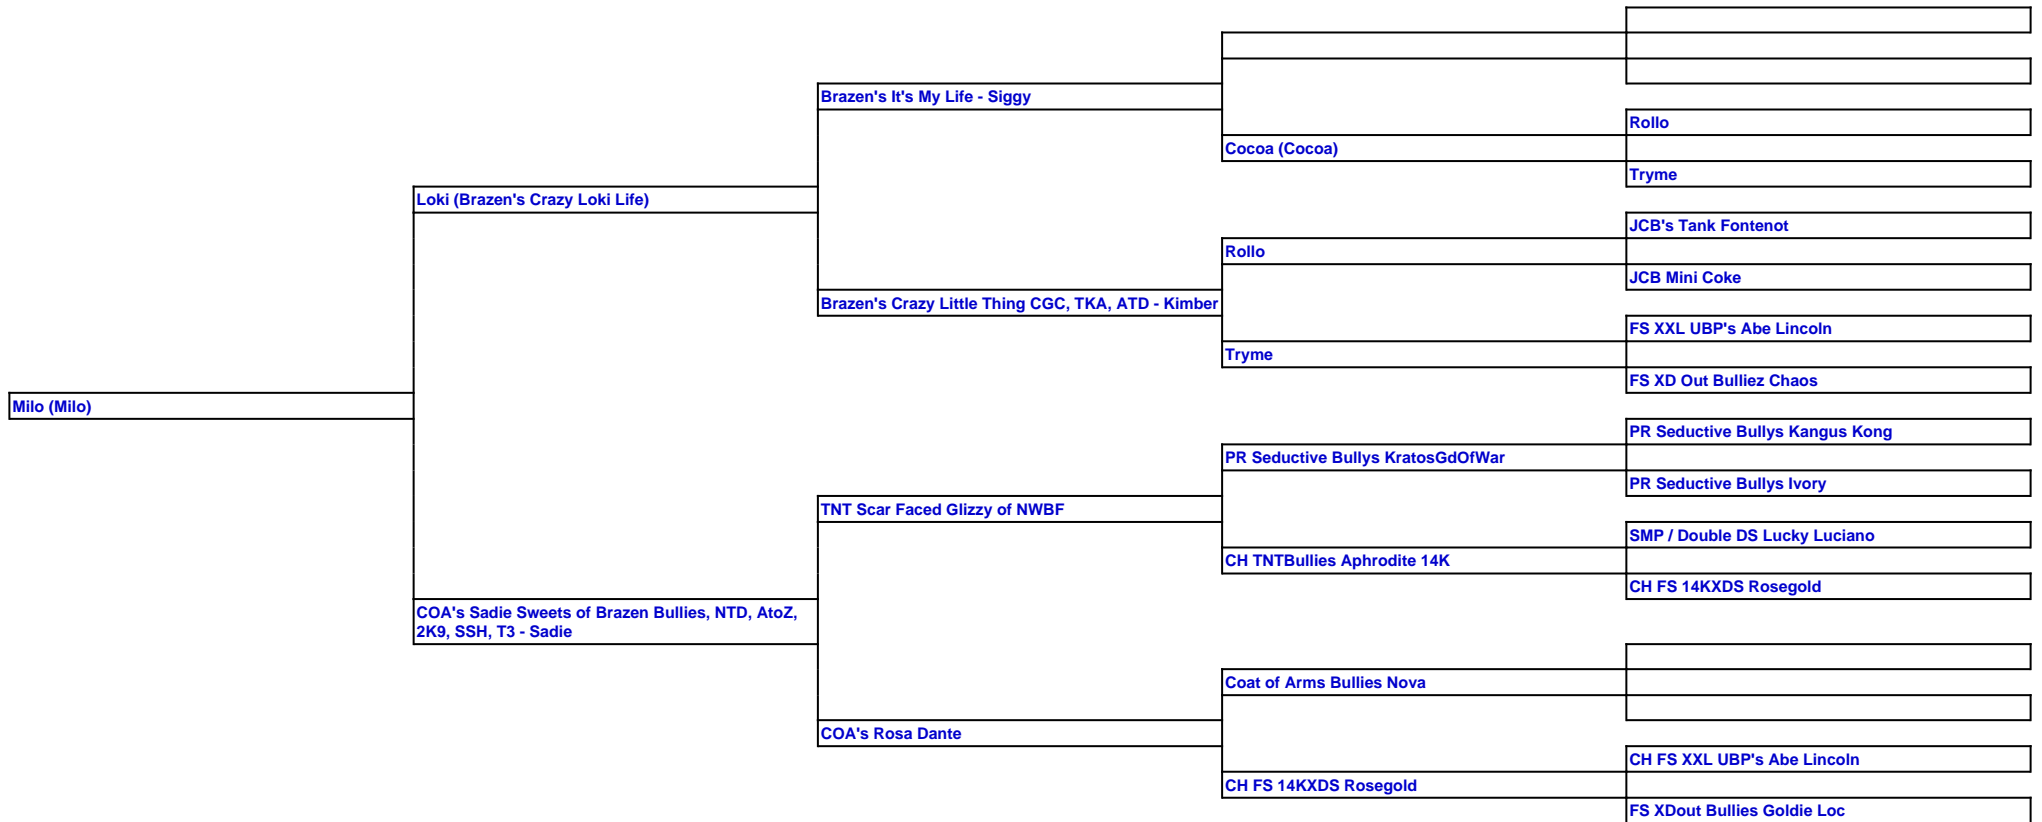 Brazen's It's My Life - Siggy
Rollo
Cocoa (Cocoa)
Tryme
Loki (Brazen's Crazy Loki Life)
JCB's Tank Fontenot
Rollo
JCB Mini Coke
Brazen's Crazy Little Thing CGC, TKA, ATD - Kimber
FS XXL UBP's Abe Lincoln
Tryme
FS XD Out Bulliez Chaos
Milo (Milo)
PR Seductive Bullys Kangus Kong
PR Seductive Bullys KratosGdOfWar
PR Seductive Bullys Ivory
TNT Scar Faced Glizzy of NWBF
SMP / Double DS Lucky Luciano
CH TNTBullies Aphrodite 14K
CH FS 14KXDS Rosegold
COA's Sadie Sweets of Brazen Bullies, NTD, AtoZ,
2K9, SSH, T3 - Sadie
Coat of Arms Bullies Nova
COA's Rosa Dante
CH FS XXL UBP's Abe Lincoln
CH FS 14KXDS Rosegold
FS XDout Bullies Goldie Loc